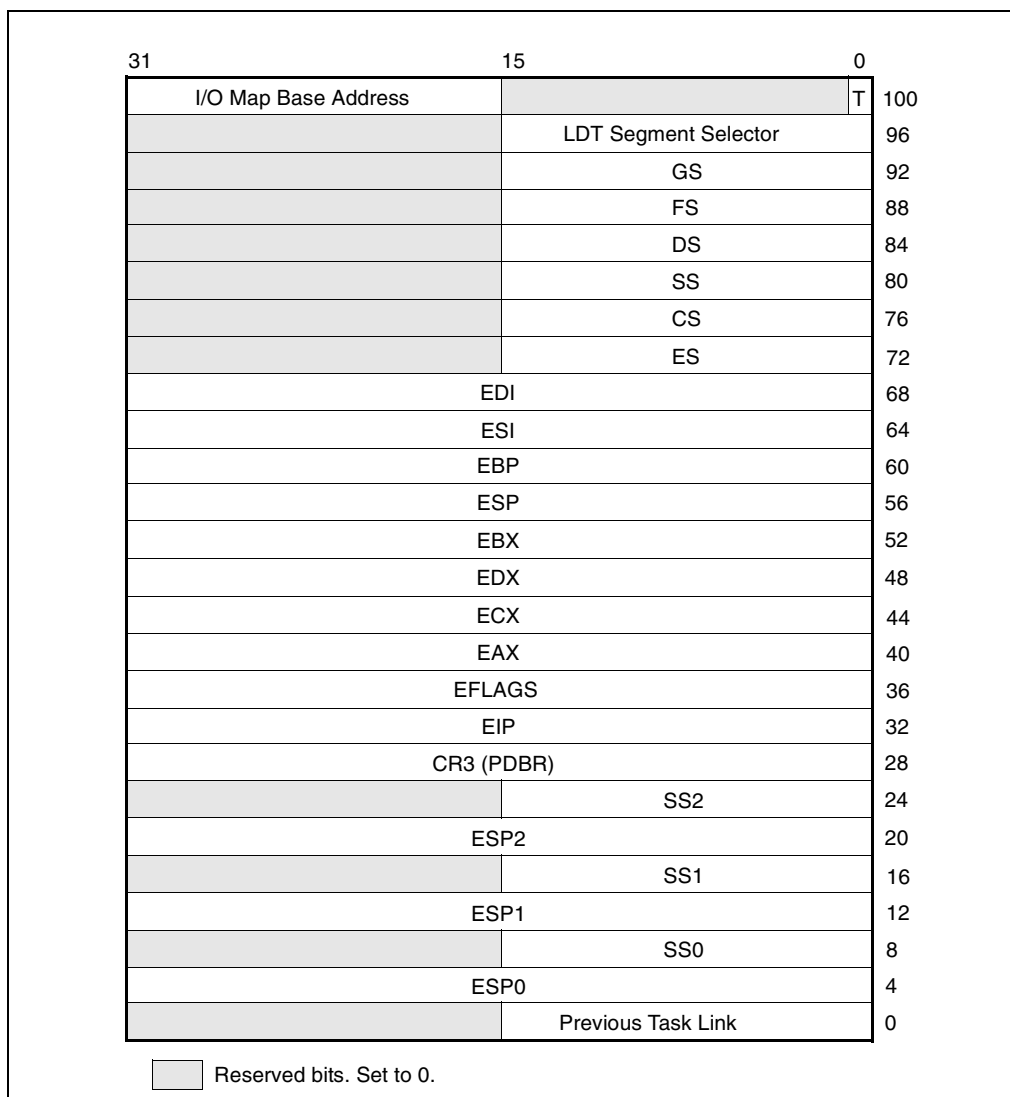 31 15 0
I/O Map Base Address T 100
LDT Segment Selector 96
GS 92
FS 88
DS 84
SS 80
CS 76
ES 72
EDI 68
ESI 64
EBP 60
ESP 56
EBX 52
EDX 48
ECX 44
EAX 40
EFLAGS 36
EIP 32
CR3 (PDBR) 28
SS2 24
ESP2 20
SS1 16
ESP1 12
SS0 8
ESP0 4
Previous Task Link 0
Reserved bits. Set to 0.